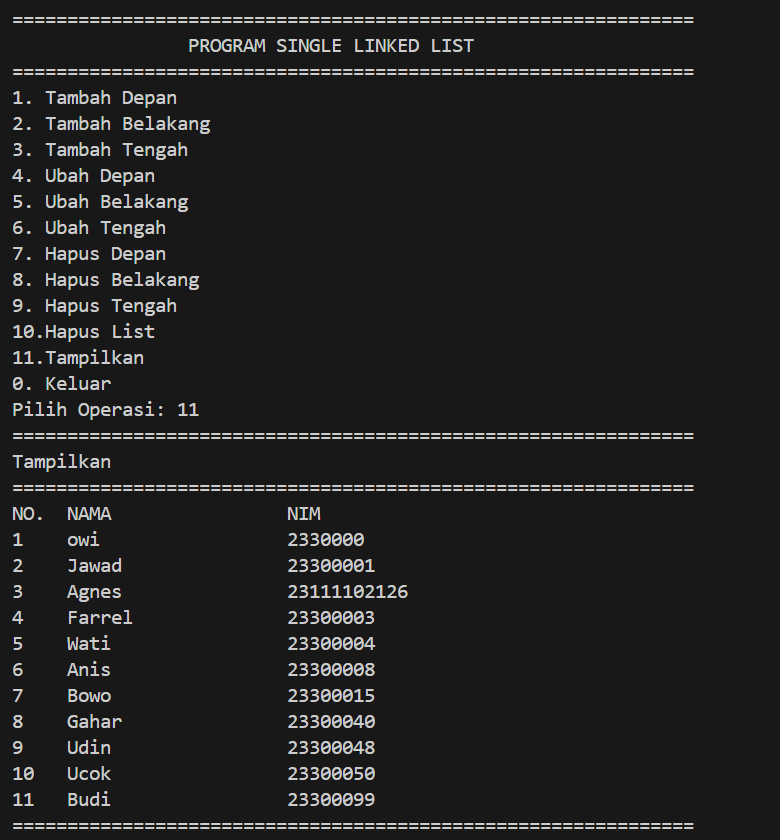 ==============================================================
PROGRAM SINGLE LINKED LIST
==============================================================
1. Tambah Depan
2. Tambah Belakang
3. Tambah Tengah
4. Ubah Depan
5. Ubah Belakang
6. Ubah Tengah
7. Hapus Depan
8. Hapus Belakang
9. Hapus Tengah
10.Hapus List
11.Tampilkan
0. Keluar
Pilih Operasi: 11
==============================================================
Tampilkan
==============================================================
NO. NAMA NIM
1 owi 2330000
2 Jawad 23300001
3 Agnes 23111102126
4 Farrel 23300003
5 Wati 23300004
6 Anis 23300008
7 Bowo 23300015
8 Gahar 23300040
9 Udin 23300048
10 Ucok 23300050
11 Budi 23300099
==============================================================